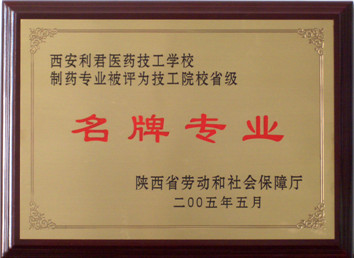 西安利君医药技工学校
制药专业被评为技工院校省级
名牌专业
陕西省劳动和社会保障厅
二00五年五月